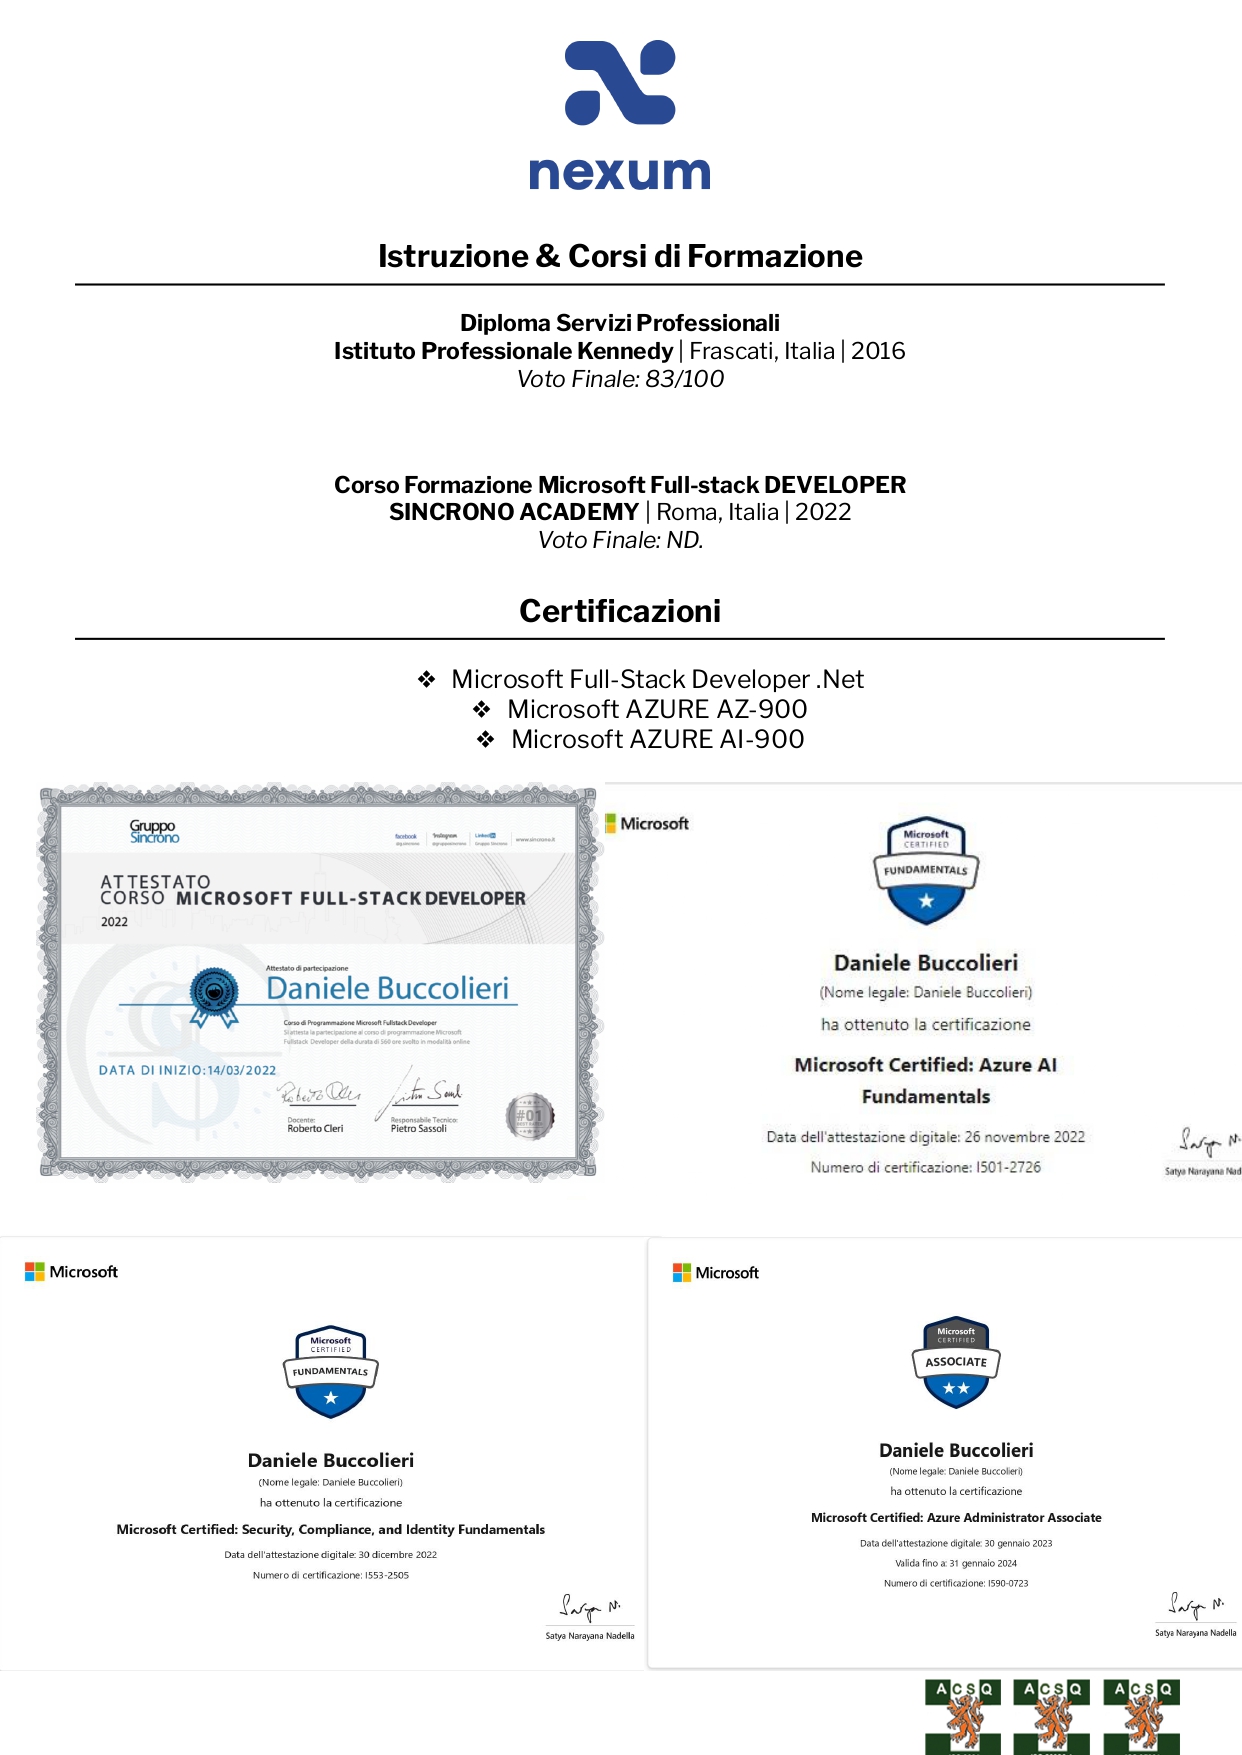 nexum
Istruzione & Corsi di Formazione
Diploma Servizi Professionali
Istituto Professionale Kennedy | Frascati, Italia | 2016
Voto Finale: 83/100
Corso Formazione Microsoft Full-stack DEVELOPER
SINCRONO ACADEMY | Roma, Italia | 2022
Voto Finale: ND.
Certificazioni
❖ Microsoft Full-Stack Developer .Net
❖ Microsoft AZURE AZ-900
❖ Microsoft AZURE AI-900
Gruppo
Sincrono
facebook
Instagram
LinkedIn
Gruppo Sincrono
www.sincrono.it
ATTESTATO
CORSO MICROSOFT FULL-STACK DEVELOPER
2022
Attestato di partecipazione
Daniele Buccolieri
Corso di Programmazione Microsoft Fullstack Developer
Si attesta la partecipazione al corso di programmazione Microsoft
Fullstack Developer della durata di 560 ore svolto in modalità online
DATA DI INIZIO:14/03/2022
Docente:
Roberto Cleri
Responsabile Tecnico:
Pietro Sassoli
#01
Microsoft
Microsoft
CERTIFIED
FUNDAMENTALS
Daniele Buccolieri
(Nome legale: Daniele Buccolieri)
ha ottenuto la certificazione
Microsoft Certified: Azure AI
Fundamentals
Data dell'attestazione digitale: 26 novembre 2022
Numero di certificazione: I501-2726
Satya Narayana Nad
Microsoft
Microsoft
CERTIFIED
FUNDAMENTALS
Daniele Buccolieri
(Nome legale: Daniele Buccolieri)
ha ottenuto la certificazione
Microsoft Certified: Security, Compliance, and Identity Fundamentals
Data dell'attestazione digitale: 30 dicembre 2022
Numero di certificazione: I553-2505
Satya Narayana Nadella
Microsoft
Microsoft
CERTIFIED
ASSOCIATE
Daniele Buccolieri
(Nome legale: Daniele Buccolieri)
ha ottenuto la certificazione
Microsoft Certified: Azure Administrator Associate
Data dell'attestazione digitale: 30 gennaio 2023
Valida fino a: 31 gennaio 2024
Numero di certificazione: I590-0723
Satya Narayana Nadella
ACSQ
ACSQ
ACSQ